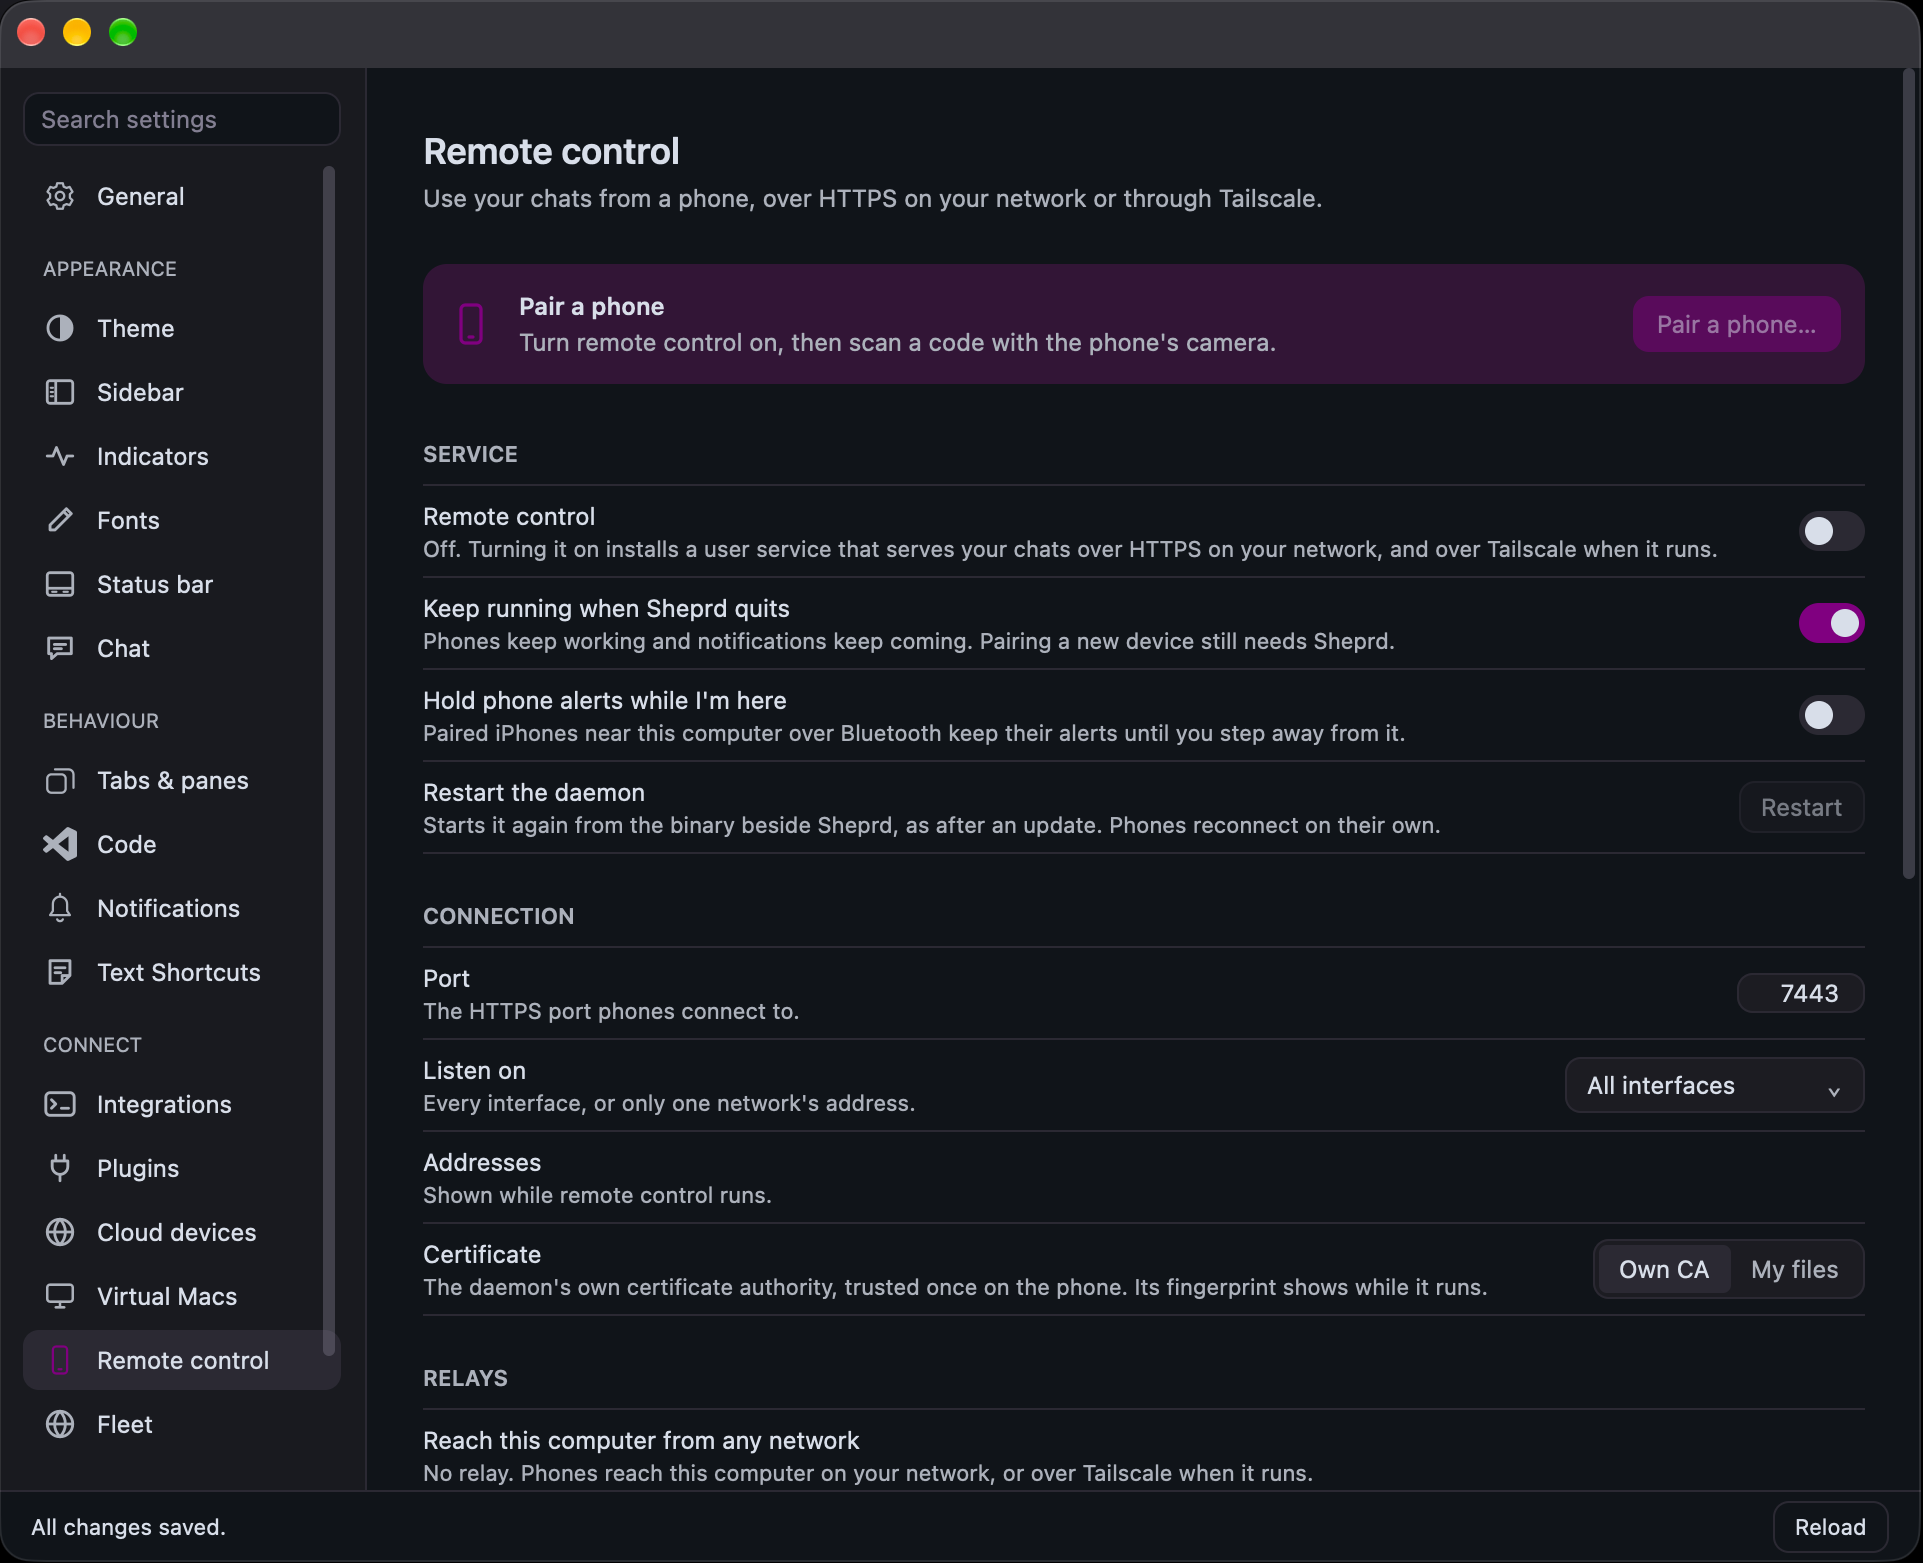 Search settings
General
APPEARANCE
Theme
Sidebar
Indicators
Fonts
Status bar
Chat
BEHAVIOUR
Tabs & panes
Code
Notifications
Text Shortcuts
CONNECT
Integrations
Plugins
Cloud devices
Virtual Macs
Remote control
Fleet
Remote control
Use your chats from a phone, over HTTPS on your network or through Tailscale.
Pair a phone
Turn remote control on, then scan a code with the phone's camera.
Pair a phone...
SERVICE
Remote control
Off. Turning it on installs a user service that serves your chats over HTTPS on your network, and over Tailscale when it runs.
Keep running when Sheprd quits
Phones keep working and notifications keep coming. Pairing a new device still needs Sheprd.
Hold phone alerts while I'm here
Paired iPhones near this computer over Bluetooth keep their alerts until you step away from it.
Restart the daemon
Starts it again from the binary beside Sheprd, as after an update. Phones reconnect on their own.
Restart
CONNECTION
Port
The HTTPS port phones connect to.
7443
Listen on
Every interface, or only one network's address.
All interfaces
Addresses
Shown while remote control runs.
Certificate
The daemon's own certificate authority, trusted once on the phone. Its fingerprint shows while it runs.
Own CA
My files
RELAYS
Reach this computer from any network
No relay. Phones reach this computer on your network, or over Tailscale when it runs.
All changes saved.
Reload